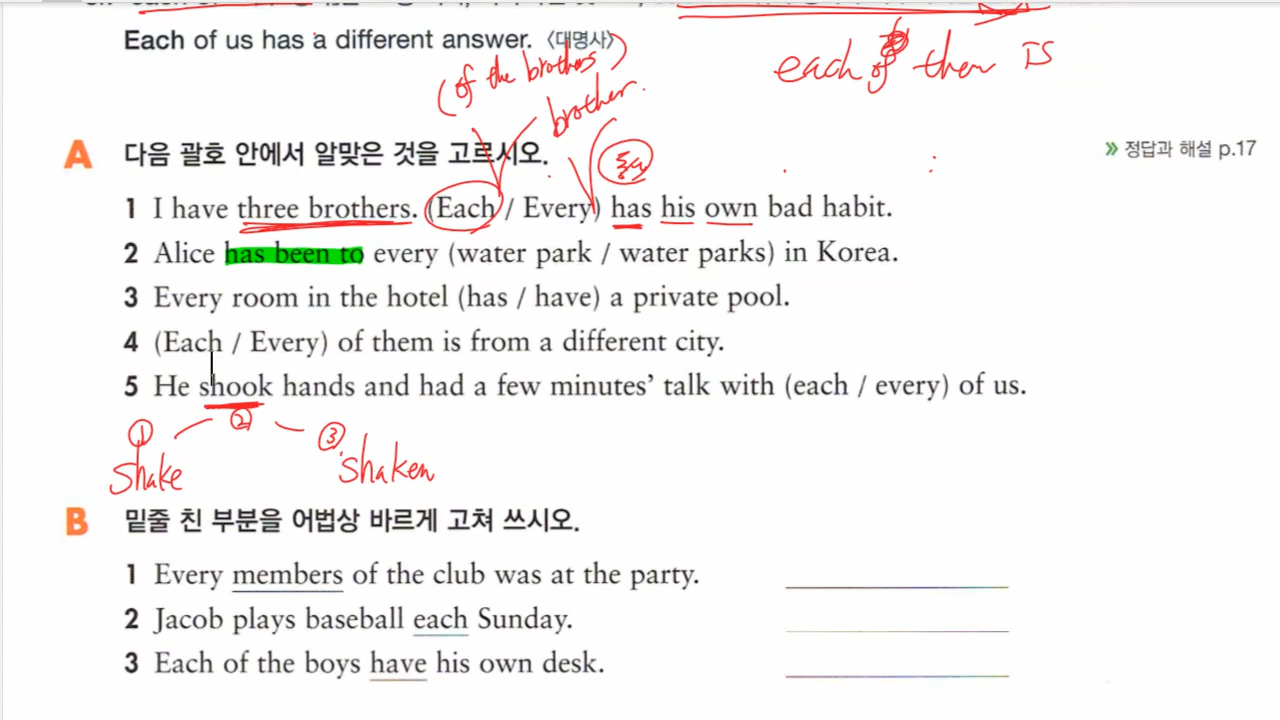 Each of us has a different answer. 〈대명사〉
each of them is
(of the brothers)
brother.
A 다음 괄호 안에서 알맞은 것을 고르시오.
» 정답과 해설 p.17
1 I have three brothers. (Each / Every) has his own bad habit.
2 Alice has been to every (water park / water parks) in Korea.
3 Every room in the hotel (has / have) a private pool.
4 (Each / Every) of them is from a different city.
5 He shook hands and had a few minutes’ talk with (each / every) of us.
① ② ③
shake shaken
B 밑줄 친 부분을 어법상 바르게 고쳐 쓰시오.
1 Every members of the club was at the party.
2 Jacob plays baseball each Sunday.
3 Each of the boys have his own desk.